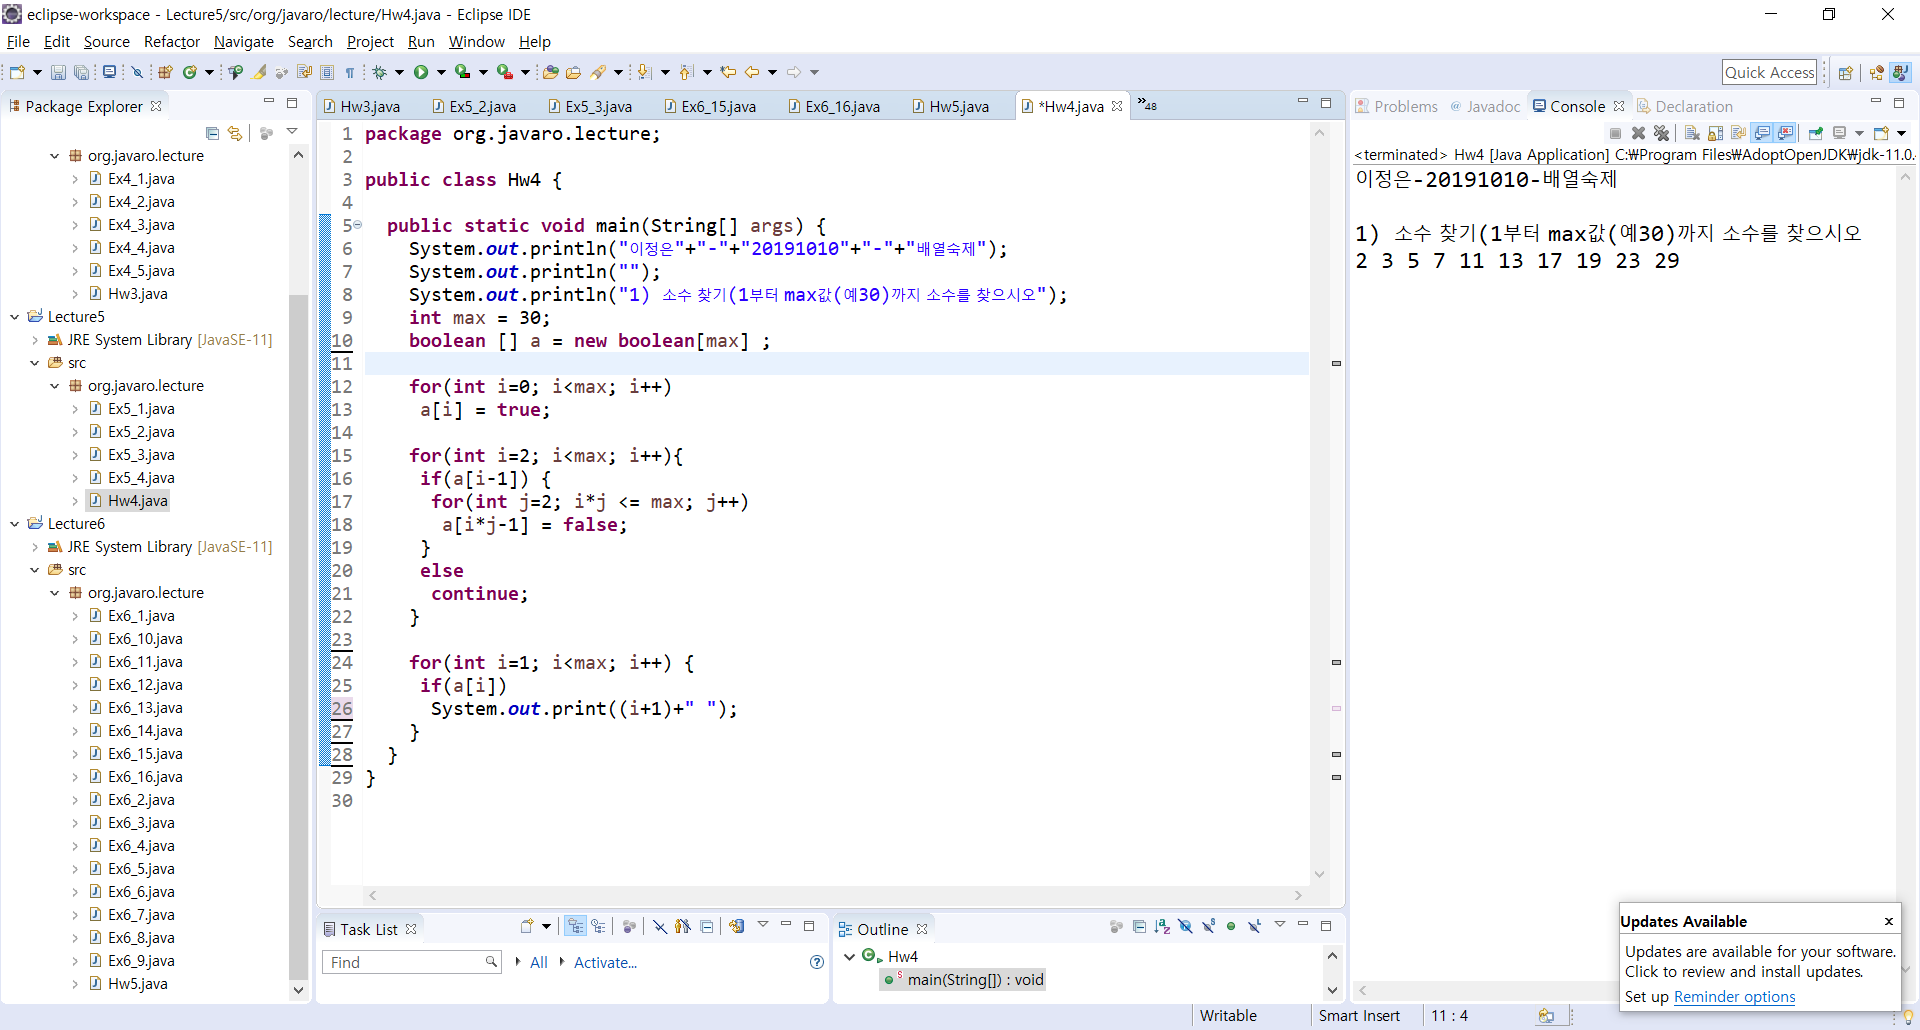 eclipse-workspace - Lecture5/src/org/javaro/lecture/Hw4.java - Eclipse IDE
File Edit Source Refactor Navigate Search Project Run Window Help
Quick Access
Package Explorer
org.javaro.lecture
Ex4_1.java
Ex4_2.java
Ex4_3.java
Ex4_4.java
Ex4_5.java
Hw3.java
Lecture5
JRE System Library [JavaSE-11]
src
org.javaro.lecture
Ex5_1.java
Ex5_2.java
Ex5_3.java
Ex5_4.java
Hw4.java
Lecture6
JRE System Library [JavaSE-11]
src
org.javaro.lecture
Ex6_1.java
Ex6_10.java
Ex6_11.java
Ex6_12.java
Ex6_13.java
Ex6_14.java
Ex6_15.java
Ex6_16.java
Ex6_2.java
Ex6_3.java
Ex6_4.java
Ex6_5.java
Ex6_6.java
Ex6_7.java
Ex6_8.java
Ex6_9.java
Hw5.java
Hw3.java Ex5_2.java Ex5_3.java Ex6_15.java Ex6_16.java Hw5.java *Hw4.java »48
1 package org.javaro.lecture;
2
3 public class Hw4 {
4
5 public static void main(String[] args) {
6 System.out.println("이정은"+"-"+"20191010"+"-"+"배열숙제");
7 System.out.println("");
8 System.out.println("1) 소수 찾기(1부터 max값(예30)까지 소수를 찾으시오");
9 int max = 30;
10 boolean [] a = new boolean[max] ;
11
12 for(int i=0; i<max; i++)
13 a[i] = true;
14
15 for(int i=2; i<max; i++){
16 if(a[i-1]) {
17 for(int j=2; i*j <= max; j++)
18 a[i*j-1] = false;
19 }
20 else
21 continue;
22 }
23
24 for(int i=1; i<max; i++) {
25 if(a[i])
26 System.out.print((i+1)+" ");
27 }
28 }
29 }
30
Task List
Find All Activate...
Outline
Hw4
main(String[]) : void
Problems Javadoc Console Declaration
<terminated> Hw4 [Java Application] C:₩Program Files₩AdoptOpenJDK₩jdk-11.0.
이정은-20191010-배열숙제
1) 소수 찾기(1부터 max값(예30)까지 소수를 찾으시오
2 3 5 7 11 13 17 19 23 29
Updates Available
Updates are available for your software.
Click to review and install updates.
Set up Reminder options
Writable Smart Insert 11 : 4